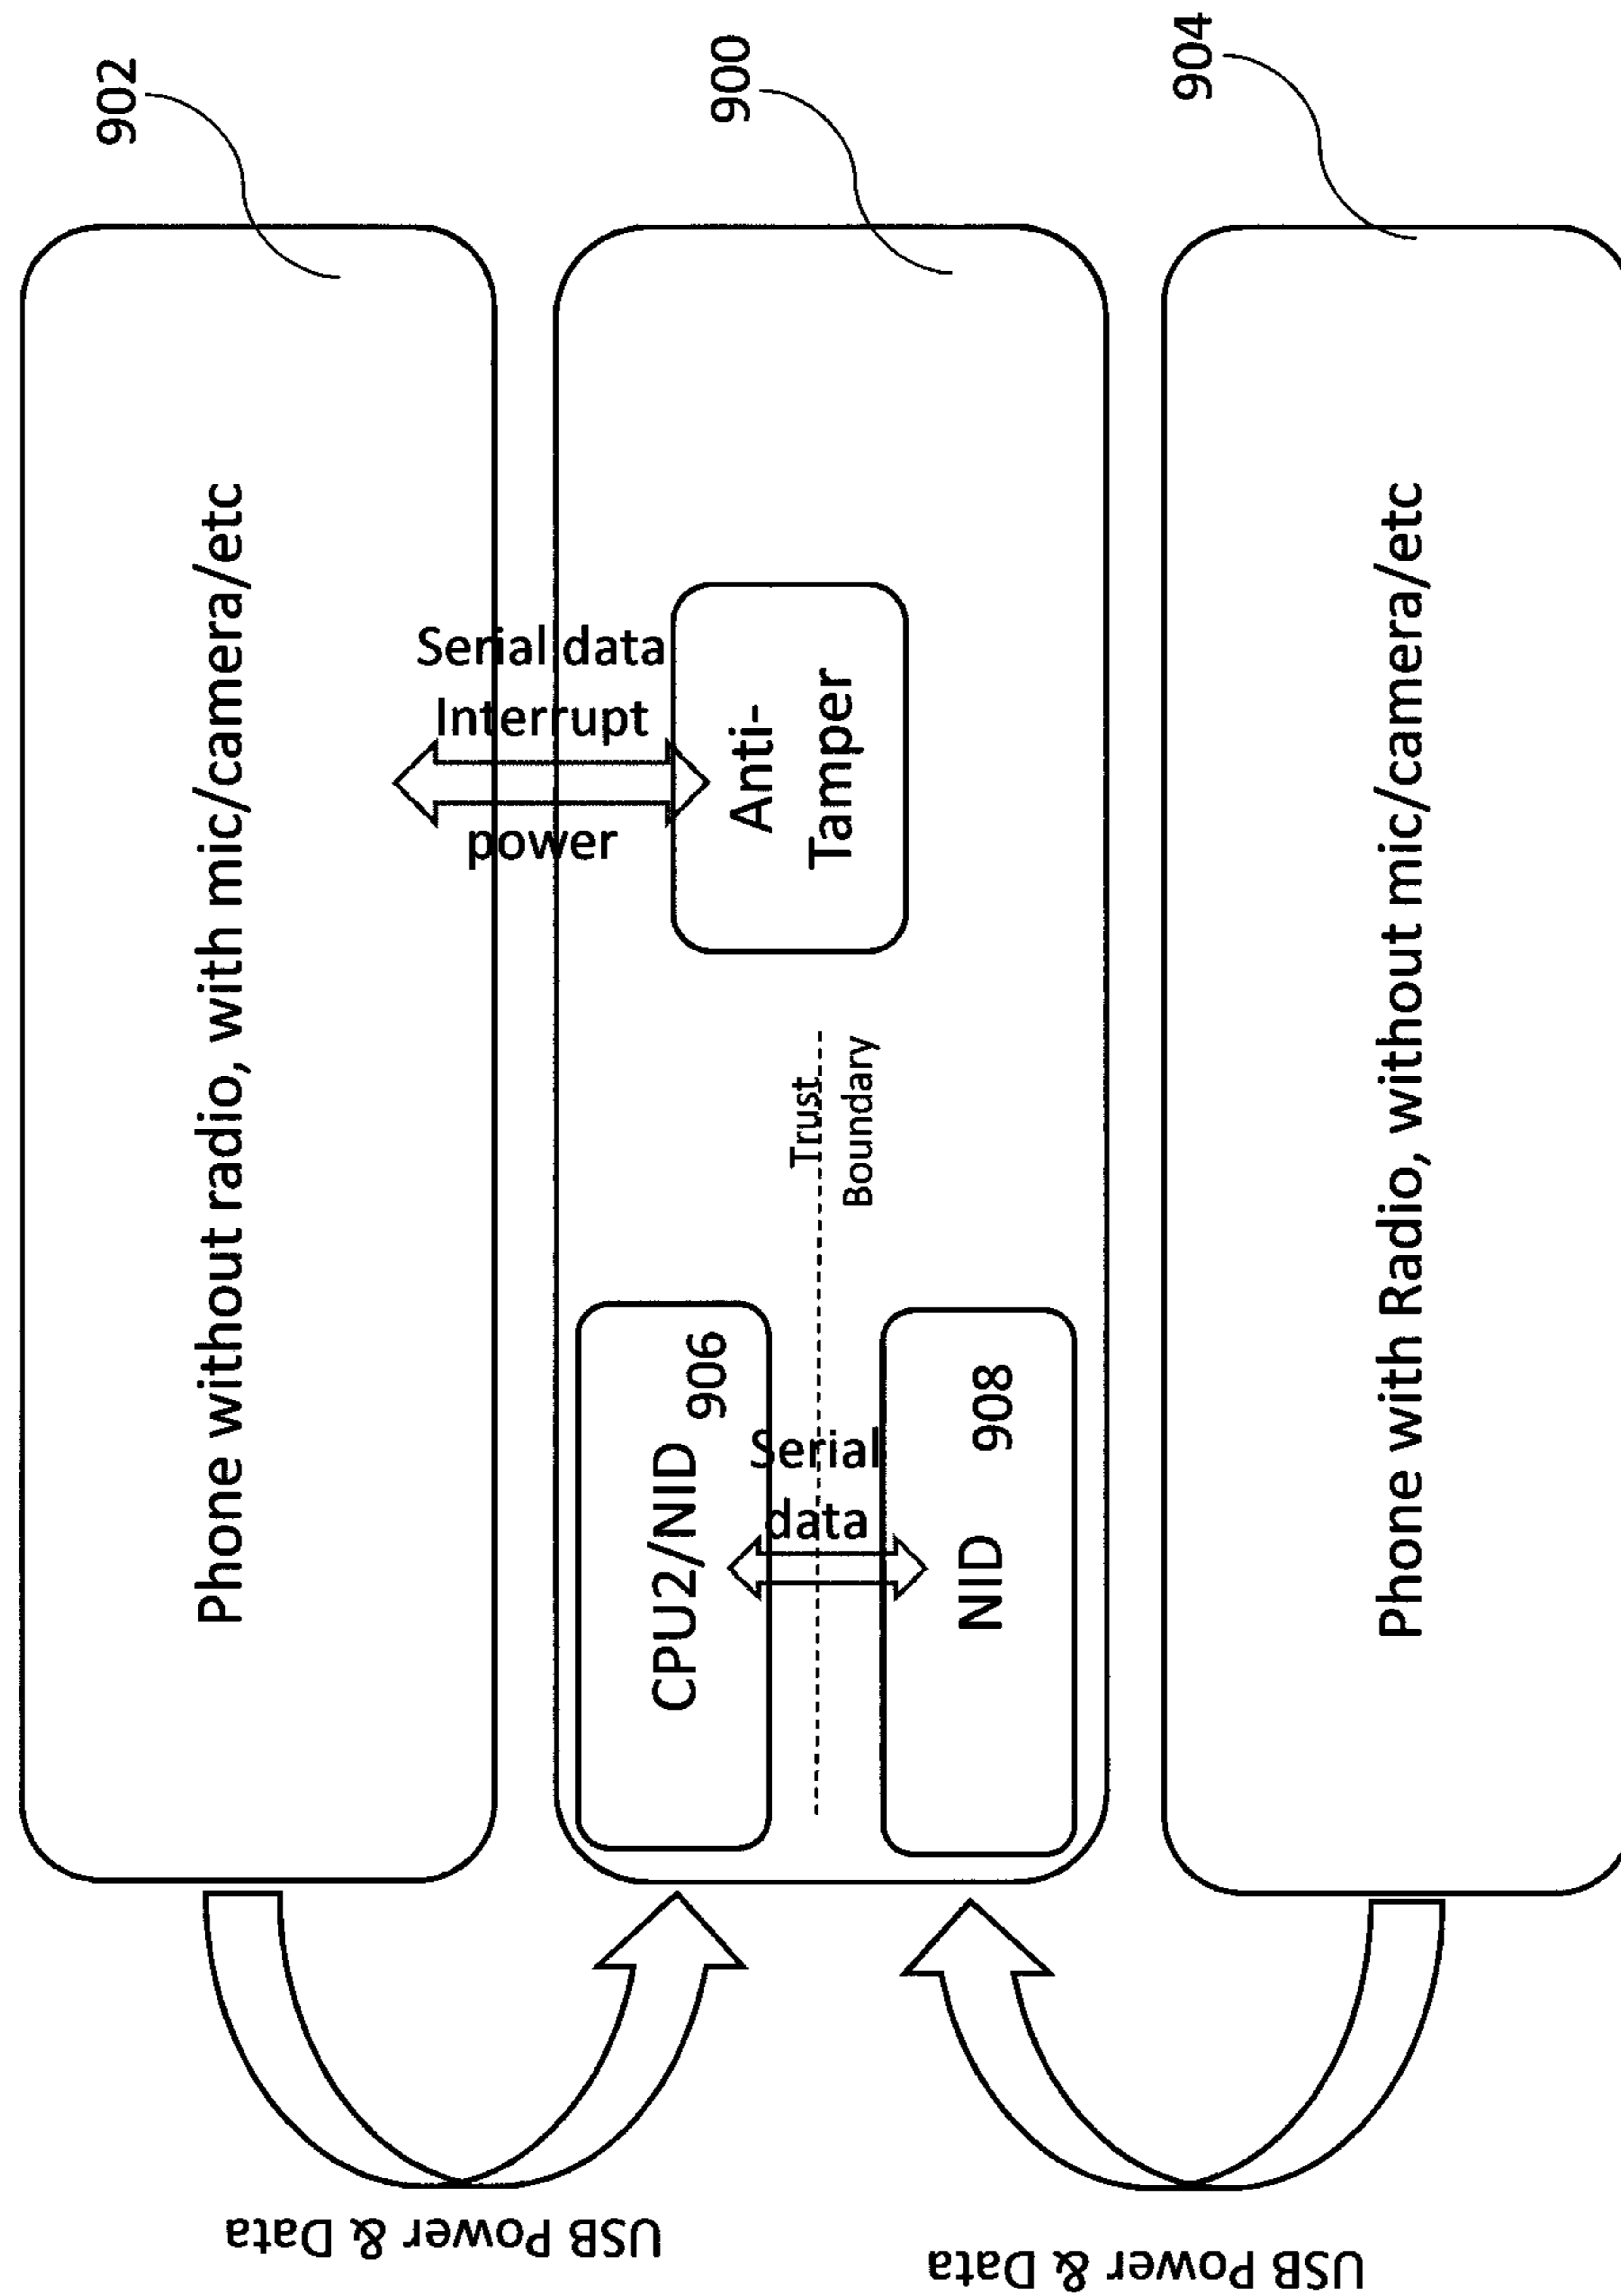 902
Phone without radio, with mic/camera/etc
Serial data
Interrupt
power
900
Anti-
Tamper
Trust
Boundary
CPU2/NID
906
Serial
data
NID
908
904
Phone with Radio, without mic/camera/etc
USB Power & Data
USB Power & Data